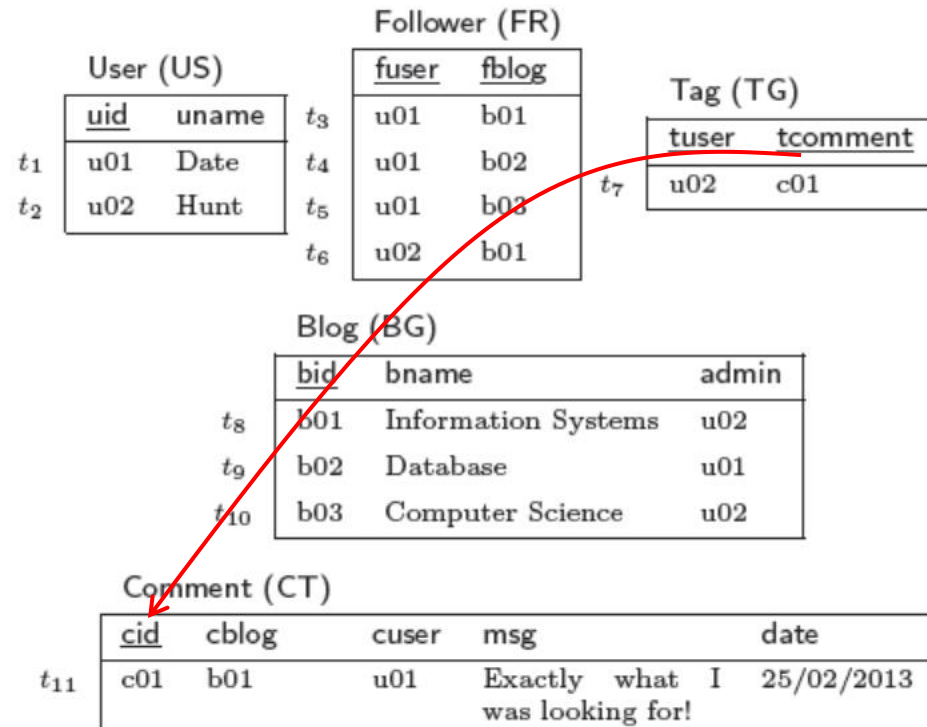 User (US)
uid uname
t1 u01 Date
t2 u02 Hunt
Follower (FR)
fuser fblog
t3 u01 b01
t4 u01 b02
t5 u01 b03
t6 u02 b01
Tag (TG)
tuser tcomment
t7 u02 c01
Blog (BG)
bid bname admin
t8 b01 Information Systems u02
t9 b02 Database u01
t10 b03 Computer Science u02
Comment (CT)
cid cblog cuser msg date
t11 c01 b01 u01 Exactly what I 25/02/2013
was looking for!